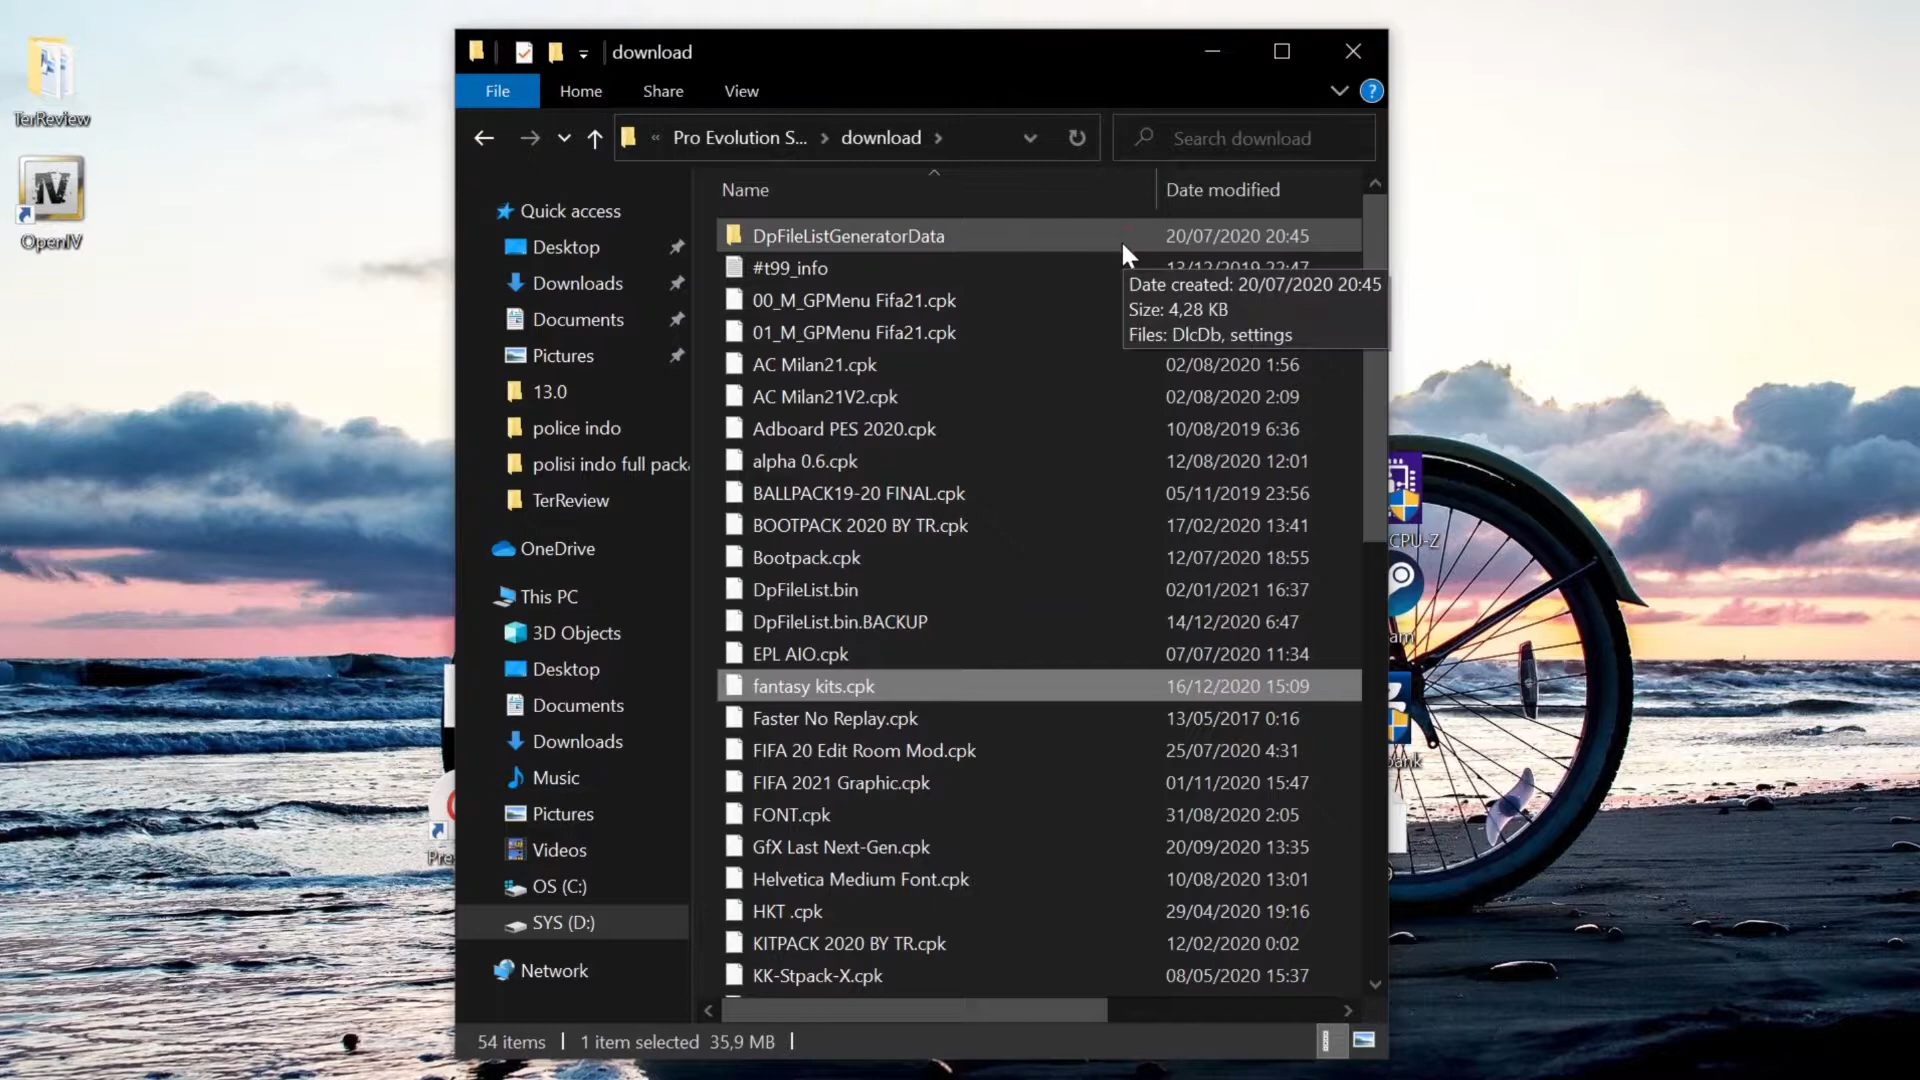 TerReview
OpenIV
download
File
Home
Share
View
?
« Pro Evolution S... > download >
Search download
Name
Date modified
Quick access
Desktop
Downloads
Documents
Pictures
13.0
police indo
polisi indo full packa
TerReview
OneDrive
This PC
3D Objects
Desktop
Documents
Downloads
Music
Pictures
Videos
OS (C:)
SYS (D:)
Network
DpFileListGeneratorData 20/07/2020 20:45
#t99_info 13/12/2019 22:47
00_M_GPMenu Fifa21.cpk
01_M_GPMenu Fifa21.cpk
Date created: 20/07/2020 20:45
Size: 4,28 KB
Files: DlcDb, settings
AC Milan21.cpk 02/08/2020 1:56
AC Milan21V2.cpk 02/08/2020 2:09
Adboard PES 2020.cpk 10/08/2019 6:36
alpha 0.6.cpk 12/08/2020 12:01
BALLPACK19-20 FINAL.cpk 05/11/2019 23:56
BOOTPACK 2020 BY TR.cpk 17/02/2020 13:41
Bootpack.cpk 12/07/2020 18:55
DpFileList.bin 02/01/2021 16:37
DpFileList.bin.BACKUP 14/12/2020 6:47
EPL AIO.cpk 07/07/2020 11:34
fantasy kits.cpk 16/12/2020 15:09
Faster No Replay.cpk 13/05/2017 0:16
FIFA 20 Edit Room Mod.cpk 25/07/2020 4:31
FIFA 2021 Graphic.cpk 01/11/2020 15:47
FONT.cpk 31/08/2020 2:05
GfX Last Next-Gen.cpk 20/09/2020 13:35
Helvetica Medium Font.cpk 10/08/2020 13:01
HKT .cpk 29/04/2020 19:16
KITPACK 2020 BY TR.cpk 12/02/2020 0:02
KK-Stpack-X.cpk 08/05/2020 15:37
54 items
1 item selected 35,9 MB
CPU-Z
am
Pre